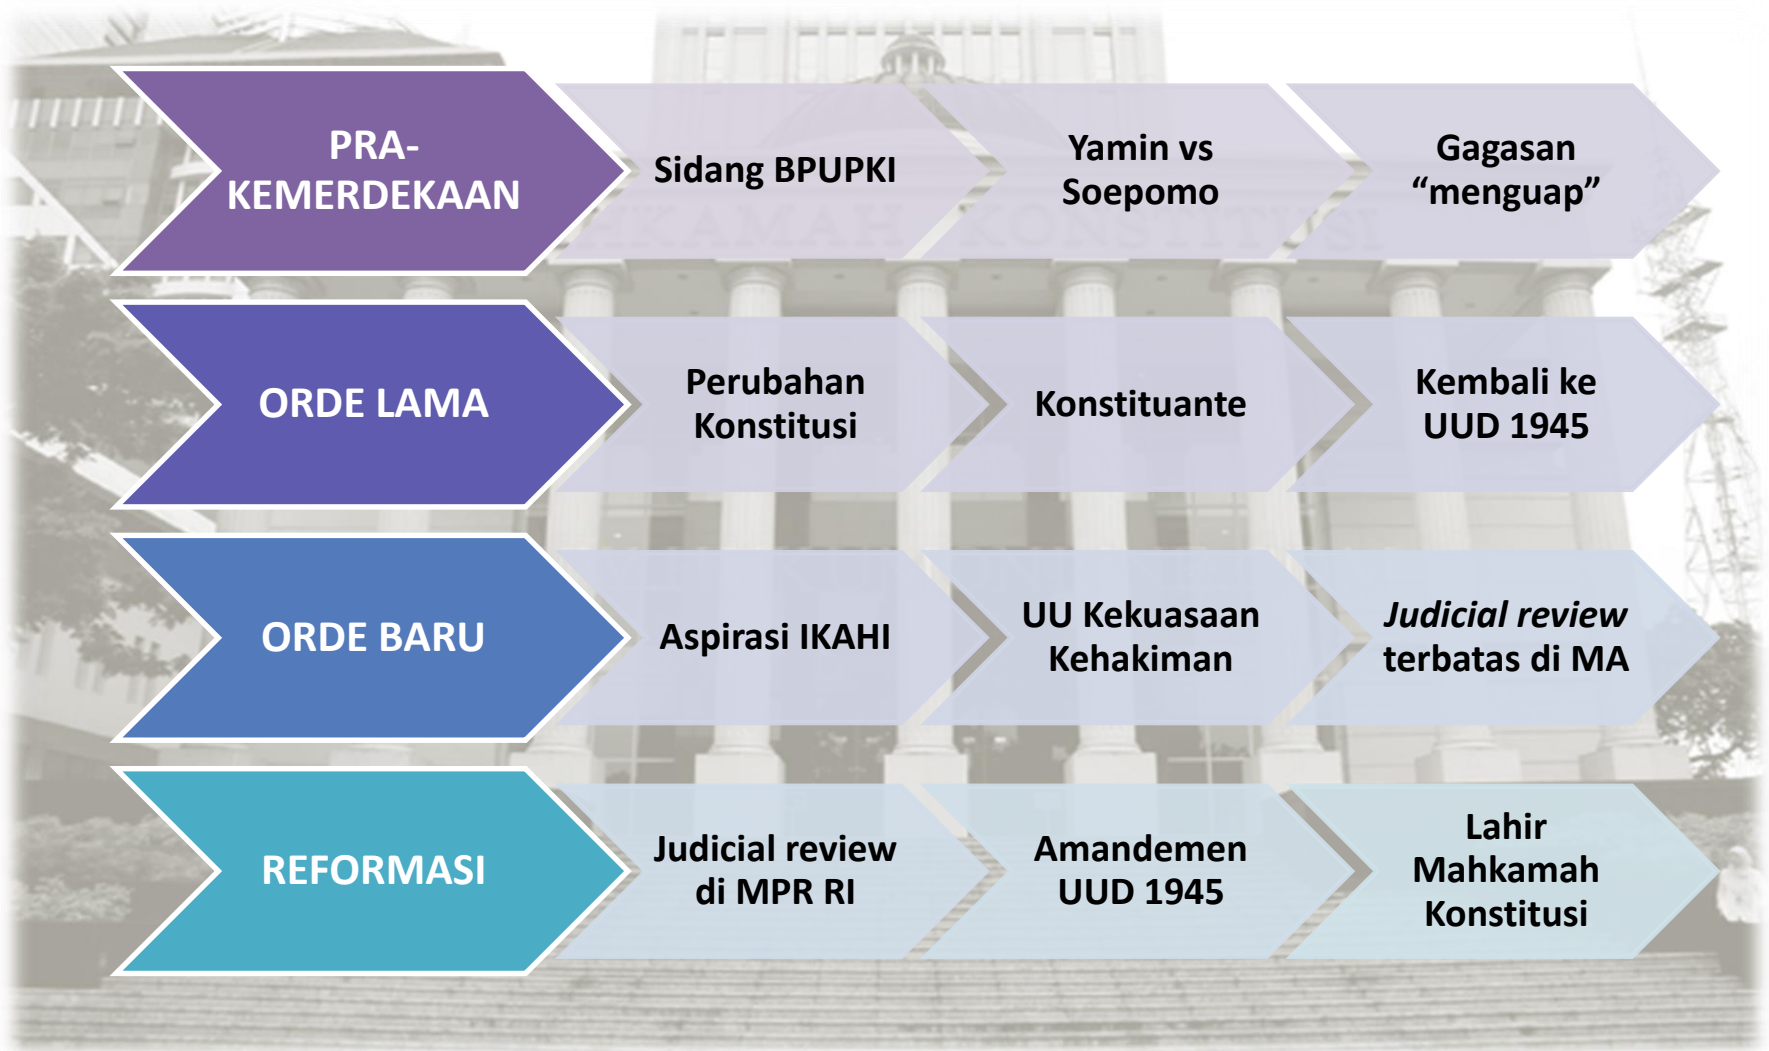 PRA-
KEMERDEKAAN
Sidang BPUPKI
Yamin vs
Soepomo
Gagasan
“menguap”
MAHKAMAH KONSTITUSI
ORDE LAMA
Perubahan
Konstitusi
Konstituante
Kembali ke
UUD 1945
ORDE BARU
Aspirasi IKAHI
UU Kekuasaan
Kehakiman
Judicial review
terbatas di MA
REFORMASI
Judicial review
di MPR RI
Amandemen
UUD 1945
Lahir
Mahkamah
Konstitusi